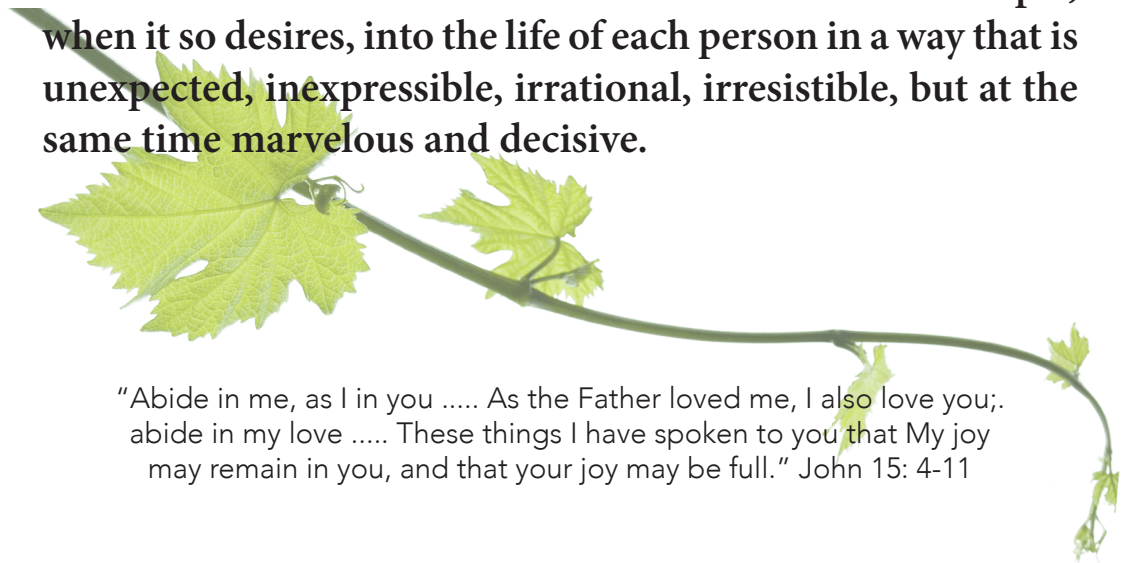 when it so desires, into the life of each person in a way that is
unexpected, inexpressible, irrational, irresistible, but at the
same time marvelous and decisive.
“Abide in me, as I in you ..... As the Father loved me, I also love you;.
abide in my love ..... These things I have spoken to you that My joy
may remain in you, and that your joy may be full.” John 15: 4-11